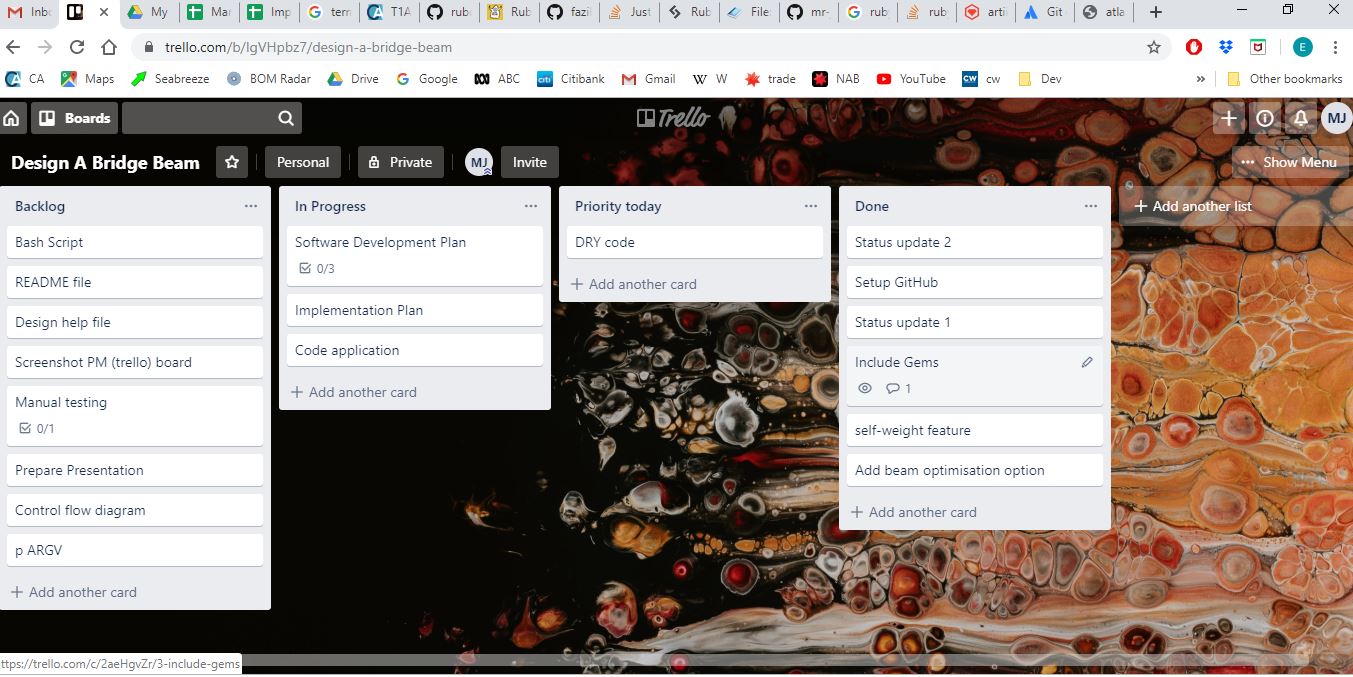 Inbo
My
Mar
Imp
terr
T1A
rub
Rub
fazil
Just
Rub
File:
mr-
rub
rub
arti
Git
atla
trello.com/b/lgVHpbz7/design-a-bridge-beam
E
CA
Maps
Seabreeze
BOM Radar
Drive
Google
ABC
citi
Citibank
Gmail
W
W
trade
NAB
YouTube
CW
cw
Dev
»
Other bookmarks
Boards
Trello
MJ
Design A Bridge Beam
Personal
Private
MJ
Invite
Show Menu
Backlog
Bash Script
README file
Design help file
Screenshot PM (trello) board
Manual testing
0/1
Prepare Presentation
Control flow diagram
p ARGV
Add another card
In Progress
Software Development Plan
0/3
Implementation Plan
Code application
Add another card
Priority today
DRY code
Add another card
Done
Status update 2
Setup GitHub
Status update 1
Include Gems
1
self-weight feature
Add beam optimisation option
Add another card
Add another list
ttps://trello.com/c/2aeHgvZr/3-include-gems